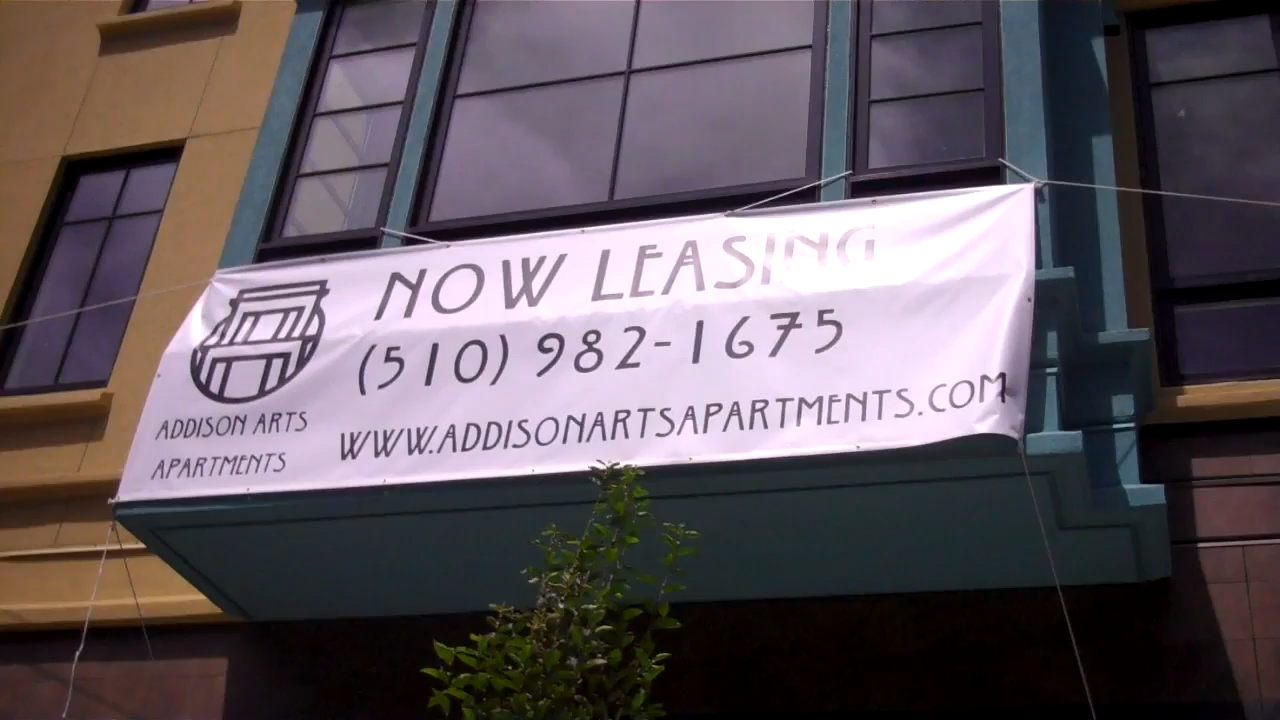 NOW LEASING
(510) 982-1675
WWW.ADDISONARTSAPARTMENTS.COM
ADDISON ARTS
APARTMENTS